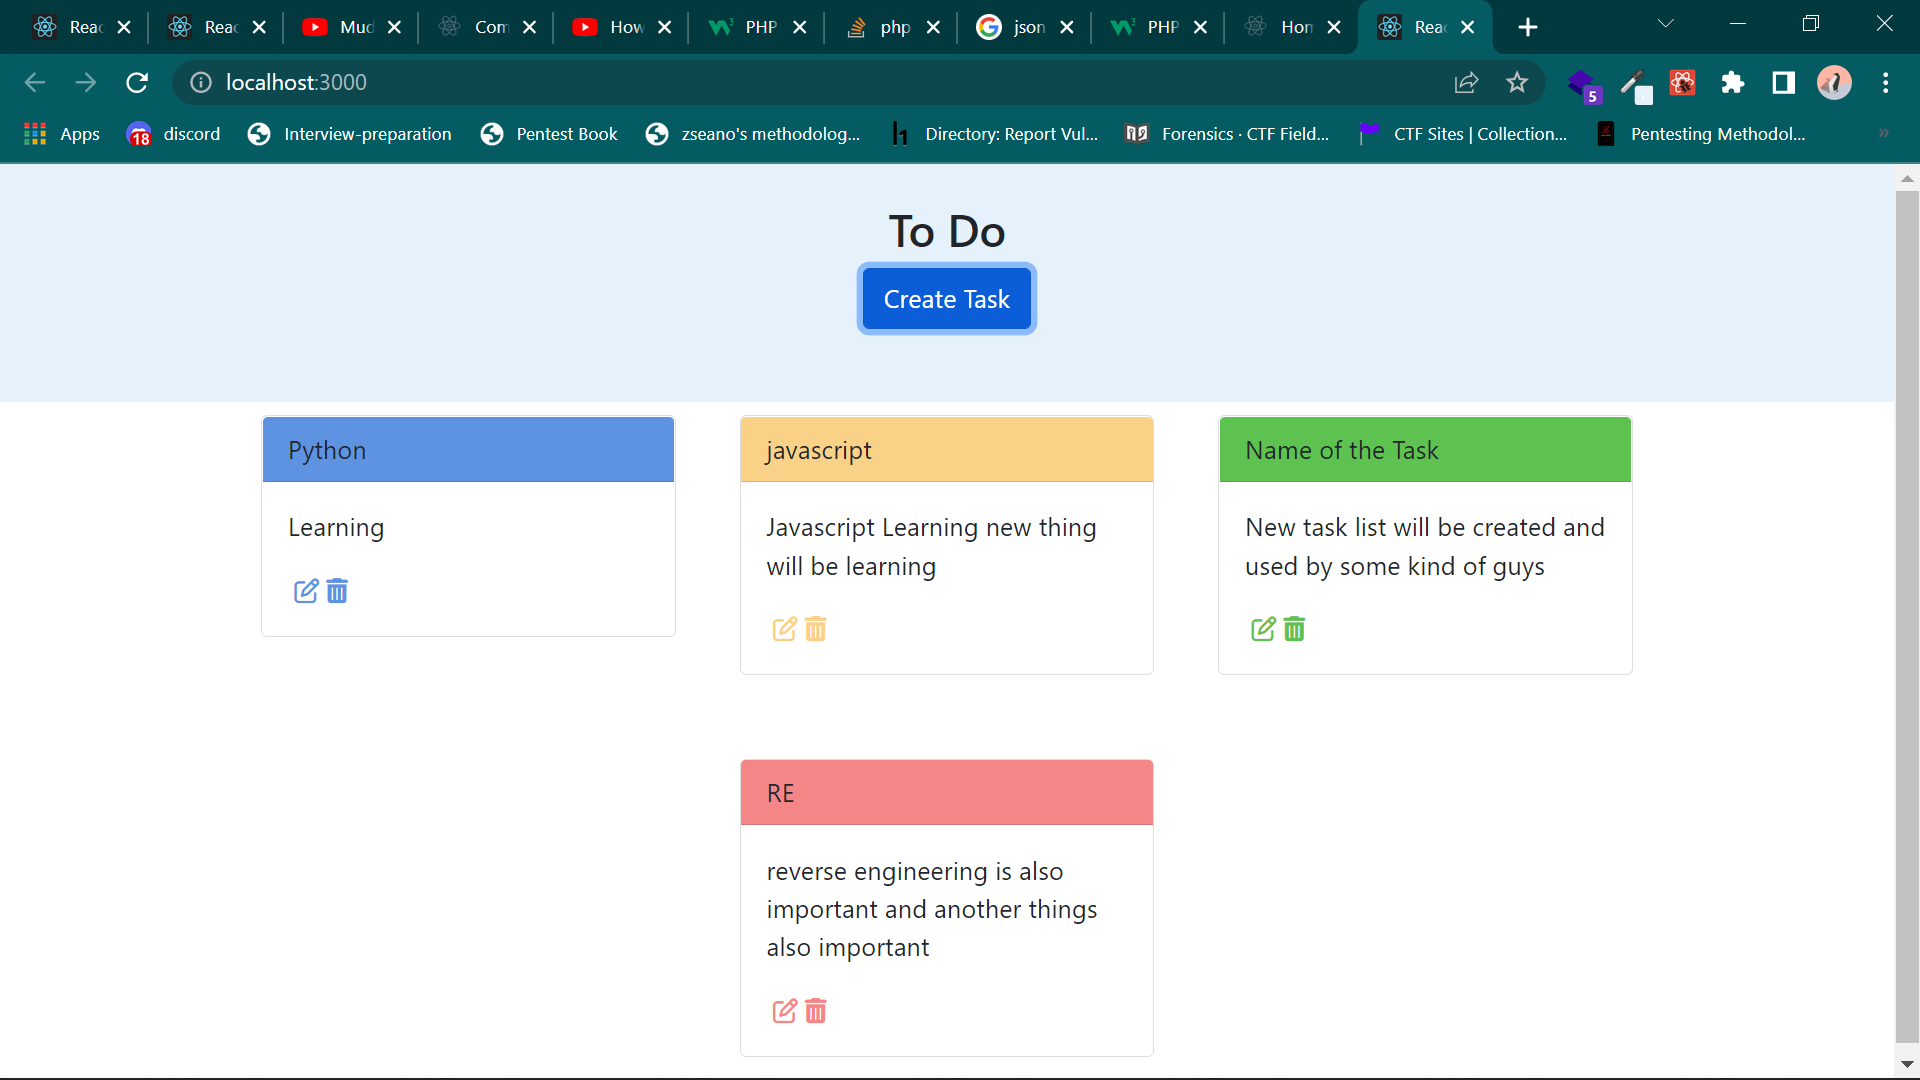 Reac
Reac
Mud
Com
How
PHP
php
json
PHP
Hom
Reac
localhost:3000
5
Apps
18
discord
Interview-preparation
Pentest Book
zseano's methodolog...
h1
Directory: Report Vul...
Forensics · CTF Field...
CTF Sites | Collection...
Pentesting Methodol...
»
To Do
Create Task
Python
Learning
javascript
Javascript Learning new thing
will be learning
Name of the Task
New task list will be created and
used by some kind of guys
RE
reverse engineering is also
important and another things
also important